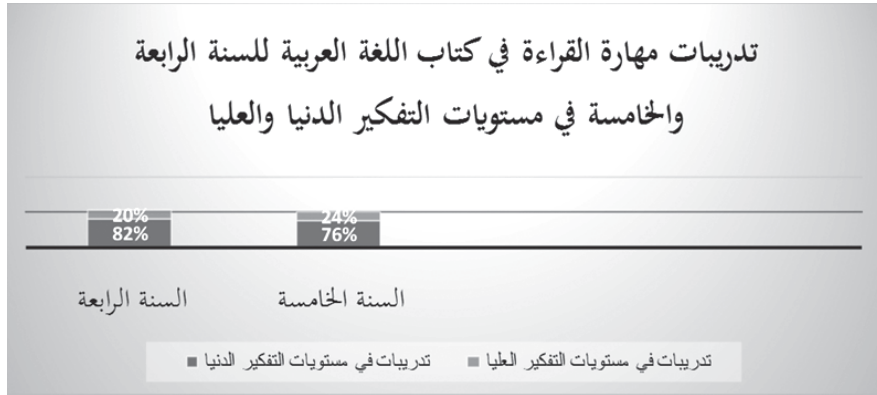 تدريبات مهارة القراءة في كتاب اللغة العربية للسنة الرابعة
والخامسة في مستويات التفكير الدنيا والعليا
20%
82%
24%
76%
السنة الرابعة
السنة الخامسة
تدريبات في مستويات التفكير العليا
تدريبات في مستويات التفكير الدنيا